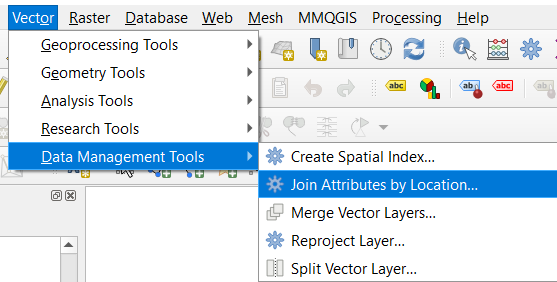 Vector Raster Database Web Mesh MMQGIS Processing Help
Geoprocessing Tools
Geometry Tools
Analysis Tools
Research Tools
Data Management Tools
Create Spatial Index...
Join Attributes by Location...
Merge Vector Layers...
Reproject Layer...
Split Vector Layer...
abc abc ab abc